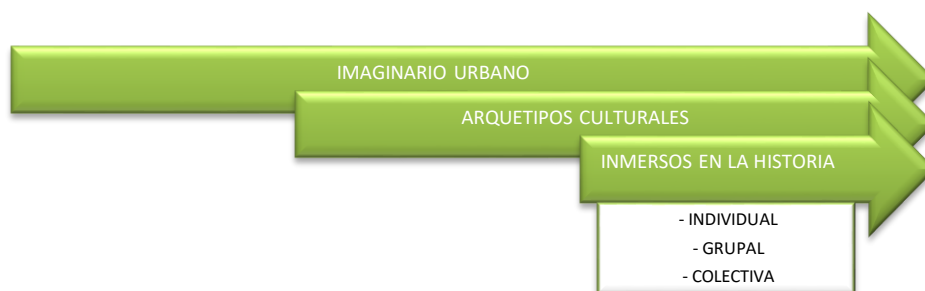 IMAGINARIO URBANO
ARQUETIPOS CULTURALES
INMERSOS EN LA HISTORIA
- INDIVIDUAL
- GRUPAL
- COLECTIVA